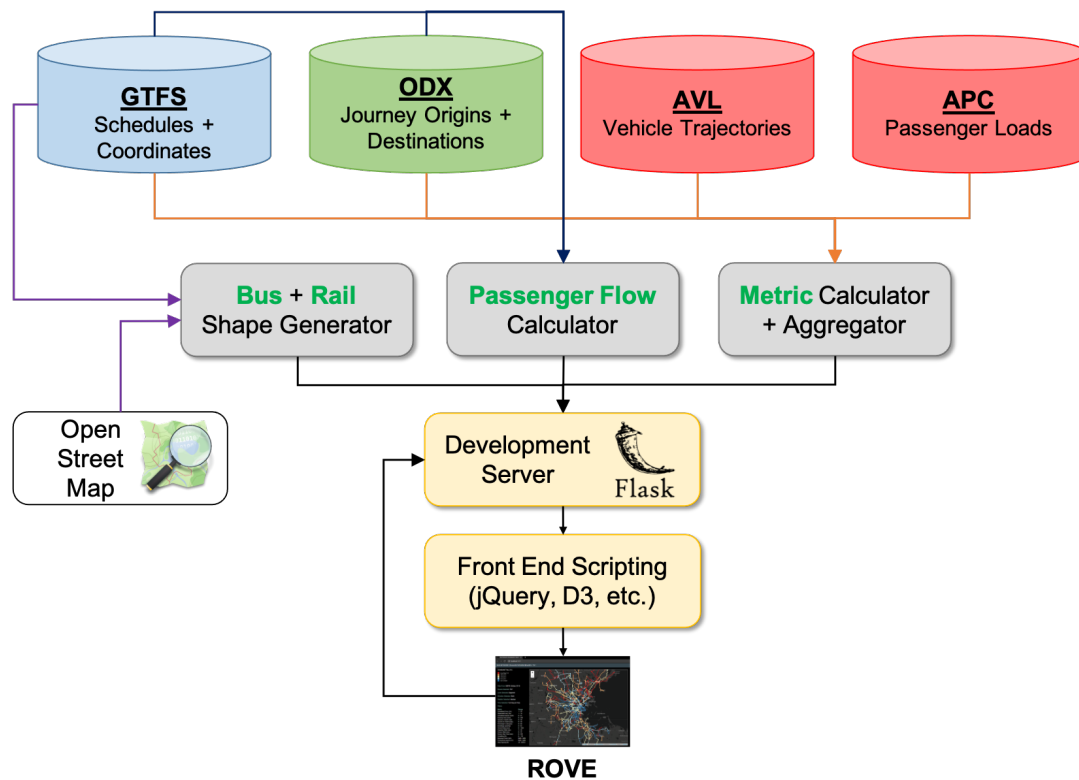 GTFS
Schedules +
Coordinates
ODX
Journey Origins +
Destinations
AVL
Vehicle Trajectories
APC
Passenger Loads
Bus + Rail
Shape Generator
Passenger Flow
Calculator
Metric Calculator
+ Aggregator
Open
Street
Map
Development
Server
Flask
Front End Scripting
(jQuery, D3, etc.)
ROVE